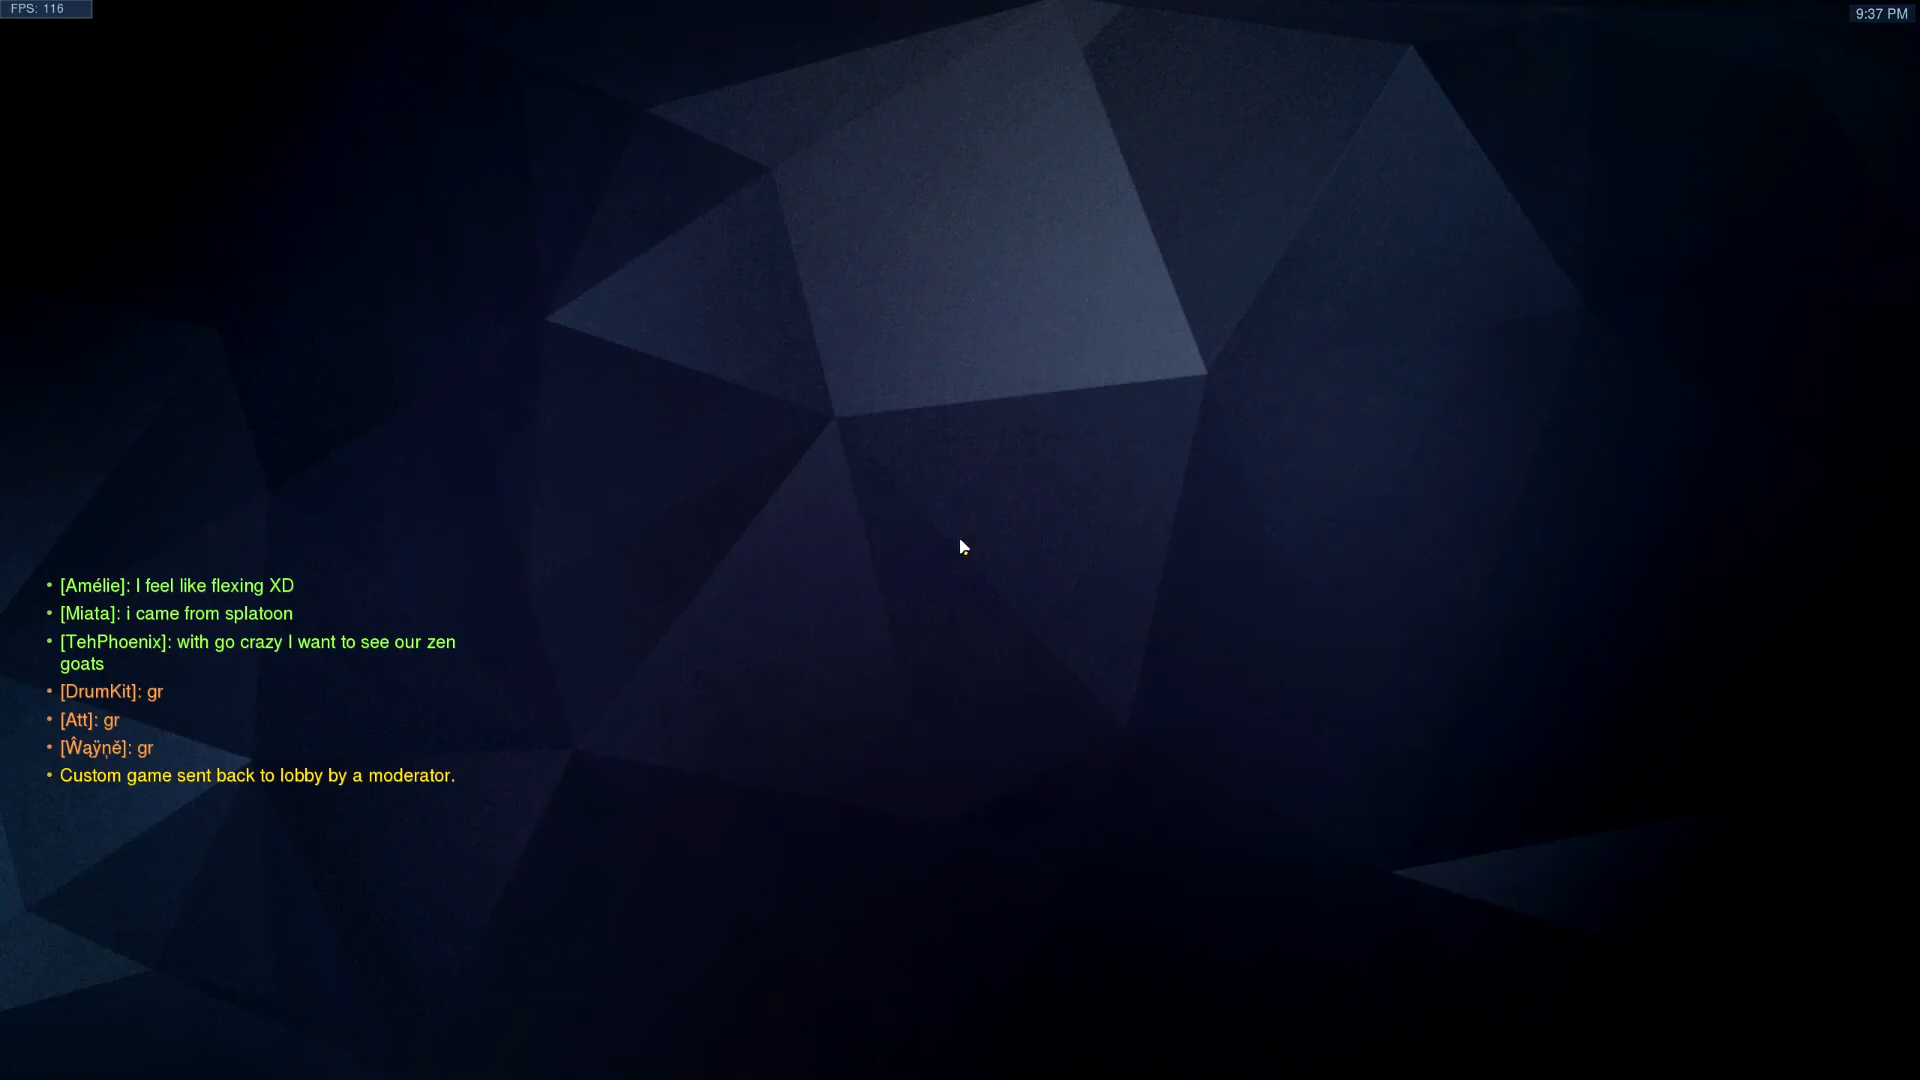 FPS: 116
9:37 PM
• [Amélie]: I feel like flexing XD
• [Miata]: i came from splatoon
• [TehPhoenix]: with go crazy I want to see our zen
goats
• [DrumKit]: gr
• [Att]: gr
• [Ŵąÿņě]: gr
• Custom game sent back to lobby by a moderator.